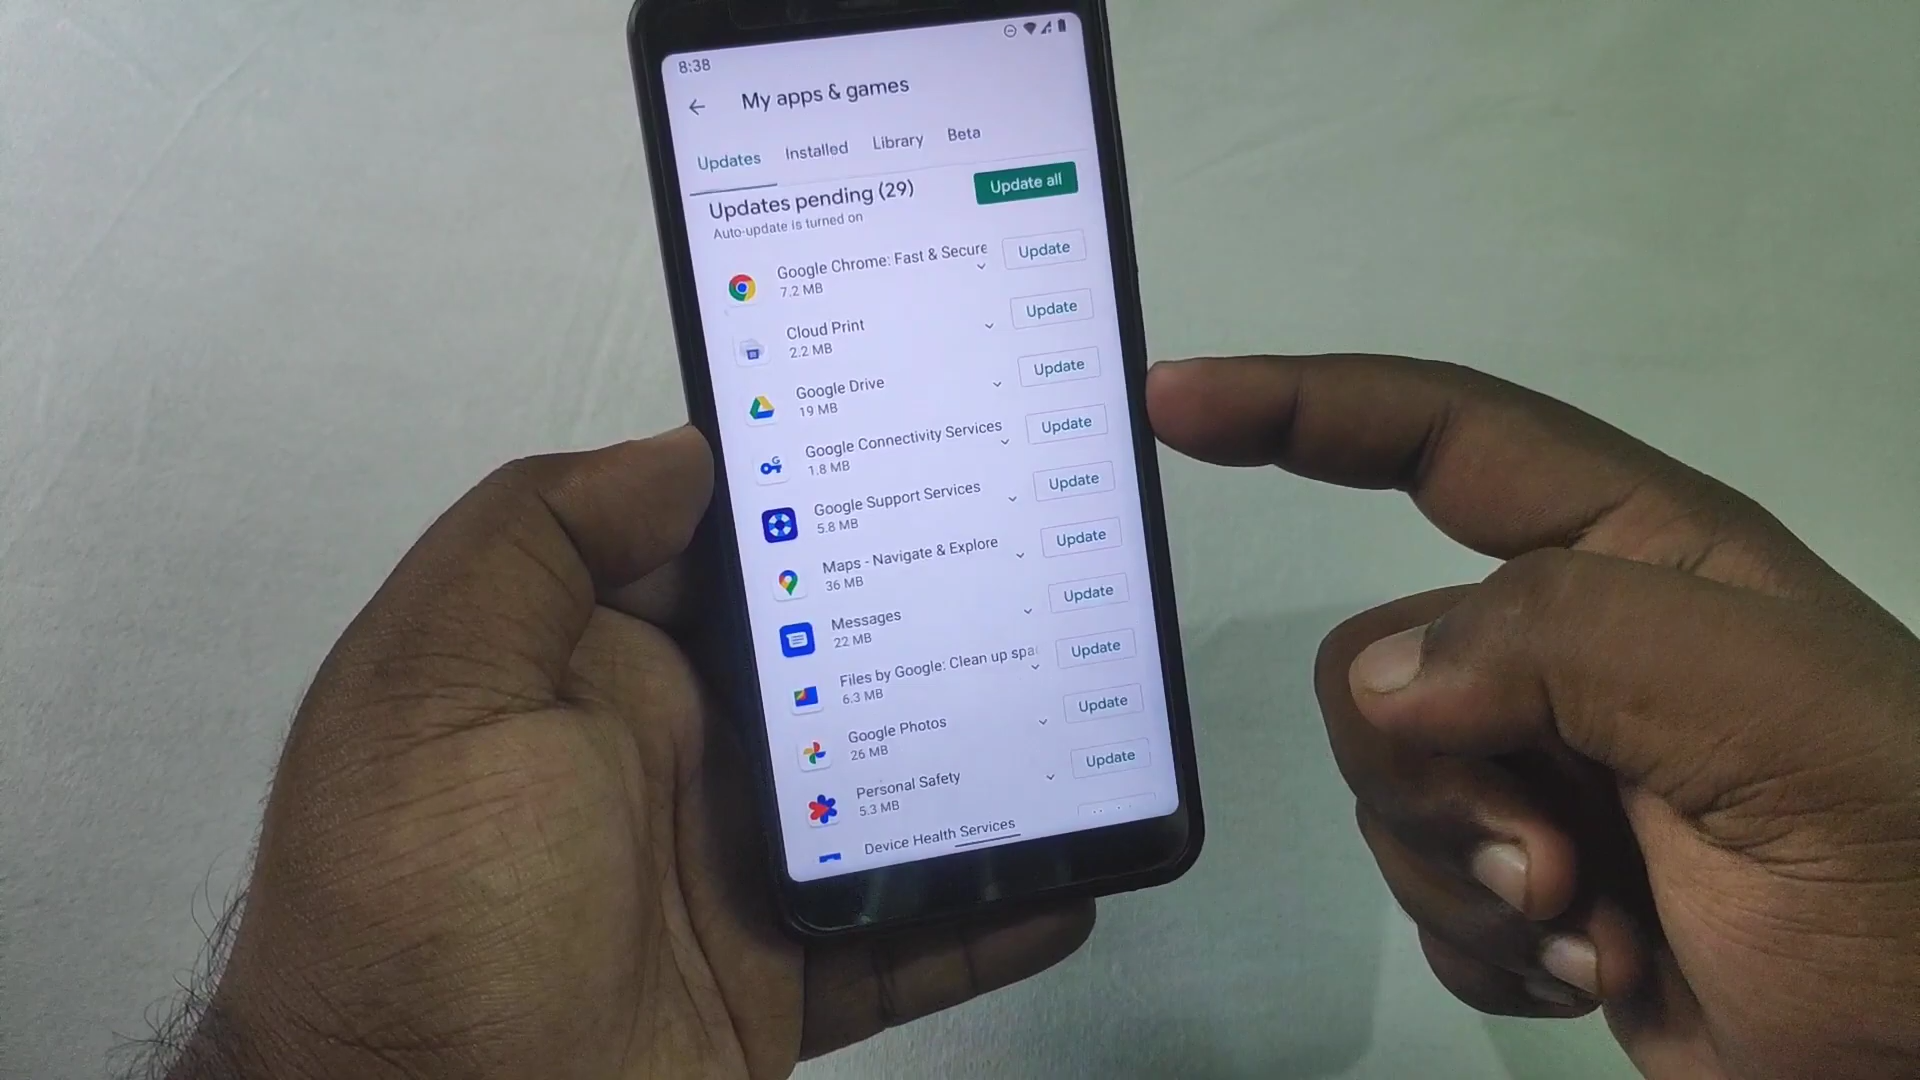 8:38
My apps & games
Updates Installed Library Beta
Updates pending (29)
Update all
Auto-update is turned on
Google Chrome: Fast & Secure
Update
7.2 MB
Cloud Print
Update
2.2 MB
Google Drive
Update
19 MB
Google Connectivity Services
Update
1.8 MB
Google Support Services
Update
5.8 MB
Maps - Navigate & Explore
Update
36 MB
Messages
Update
22 MB
Files by Google: Clean up spa
Update
6.3 MB
Google Photos
Update
26 MB
Personal Safety
Update
5.3 MB
Device Health Services